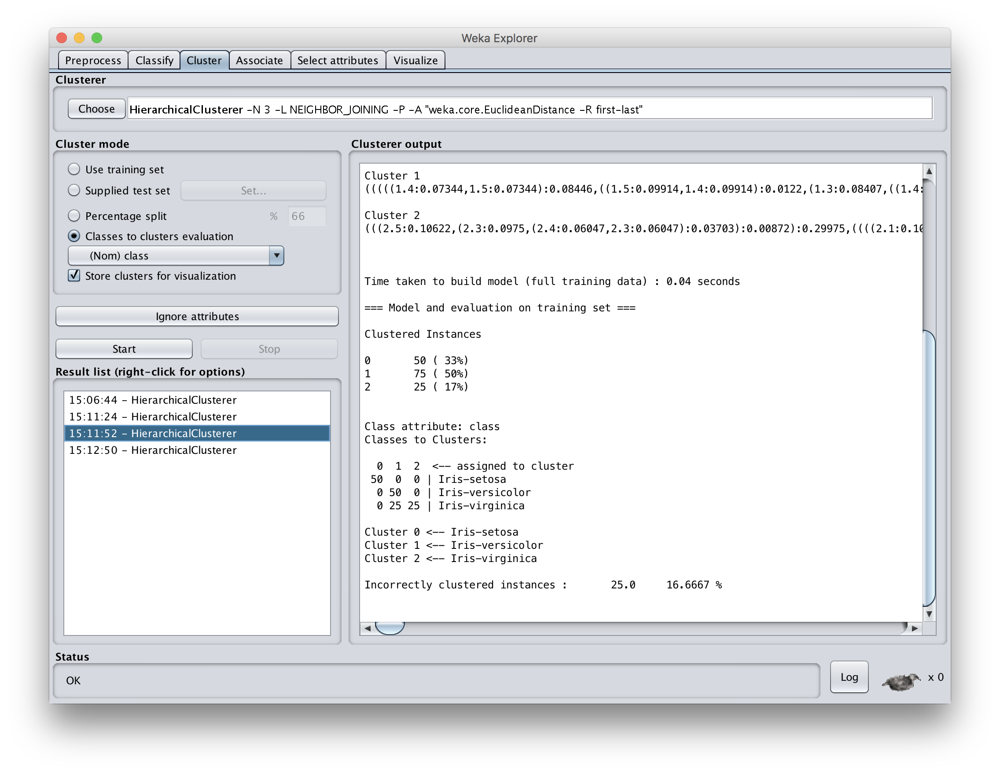 Weka Explorer
Preprocess Classify Cluster Associate Select attributes Visualize
Clusterer
Choose HierarchicalClusterer -N 3 -L NEIGHBOR_JOINING -P -A "weka.core.EuclideanDistance -R first-last"
Cluster mode
Use training set
Supplied test set Set...
Percentage split % 66
Classes to clusters evaluation
(Nom) class
Store clusters for visualization
Ignore attributes
Start Stop
Result list (right-click for options)
15:06:44 - HierarchicalClusterer
15:11:24 - HierarchicalClusterer
15:11:52 - HierarchicalClusterer
15:12:50 - HierarchicalClusterer
Clusterer output
Cluster 1
(((((1.4:0.07344,1.5:0.07344):0.08446,((1.5:0.09914,1.4:0.09914):0.0122,(1.3:0.08407,((1.4:
Cluster 2
(((2.5:0.10622,(2.3:0.0975,(2.4:0.06047,2.3:0.06047):0.03703):0.00872):0.29975,((((2.1:0.10
Time taken to build model (full training data) : 0.04 seconds
=== Model and evaluation on training set ===
Clustered Instances
0 50 ( 33%)
1 75 ( 50%)
2 25 ( 17%)
Class attribute: class
Classes to Clusters:
0 1 2 <-- assigned to cluster
50 0 0 | Iris-setosa
0 50 0 | Iris-versicolor
0 25 25 | Iris-virginica
Cluster 0 <-- Iris-setosa
Cluster 1 <-- Iris-versicolor
Cluster 2 <-- Iris-virginica
Incorrectly clustered instances : 25.0 16.6667 %
Status
OK
Log x 0